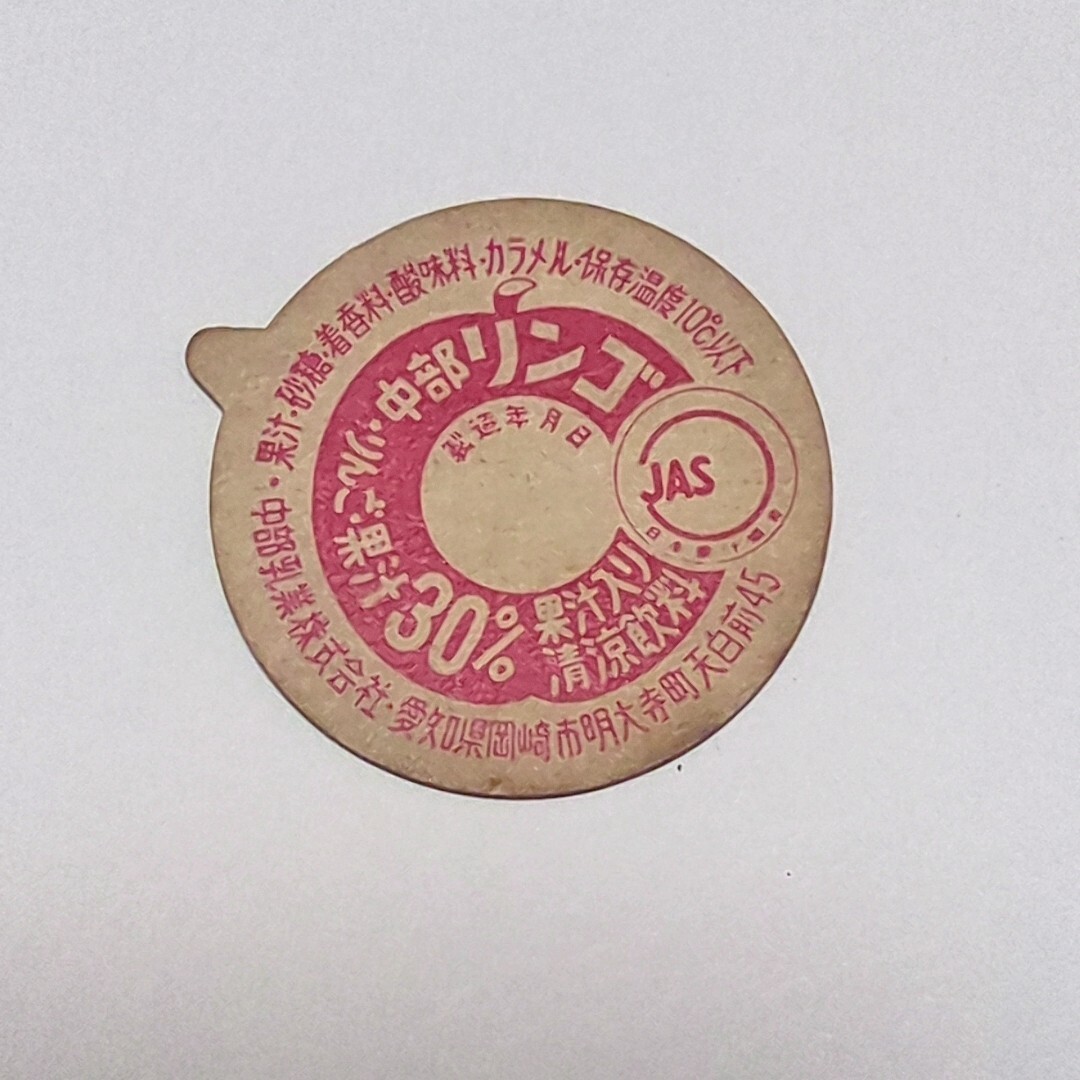 果汁・砂糖・着香料・酸味料・カラメル・保存温度10℃以下
中部リンゴ
製造年月日
JAS
りんご果汁30%
果汁入り
清涼飲料
業株式会社・愛知県岡崎市明大寺町天白前45